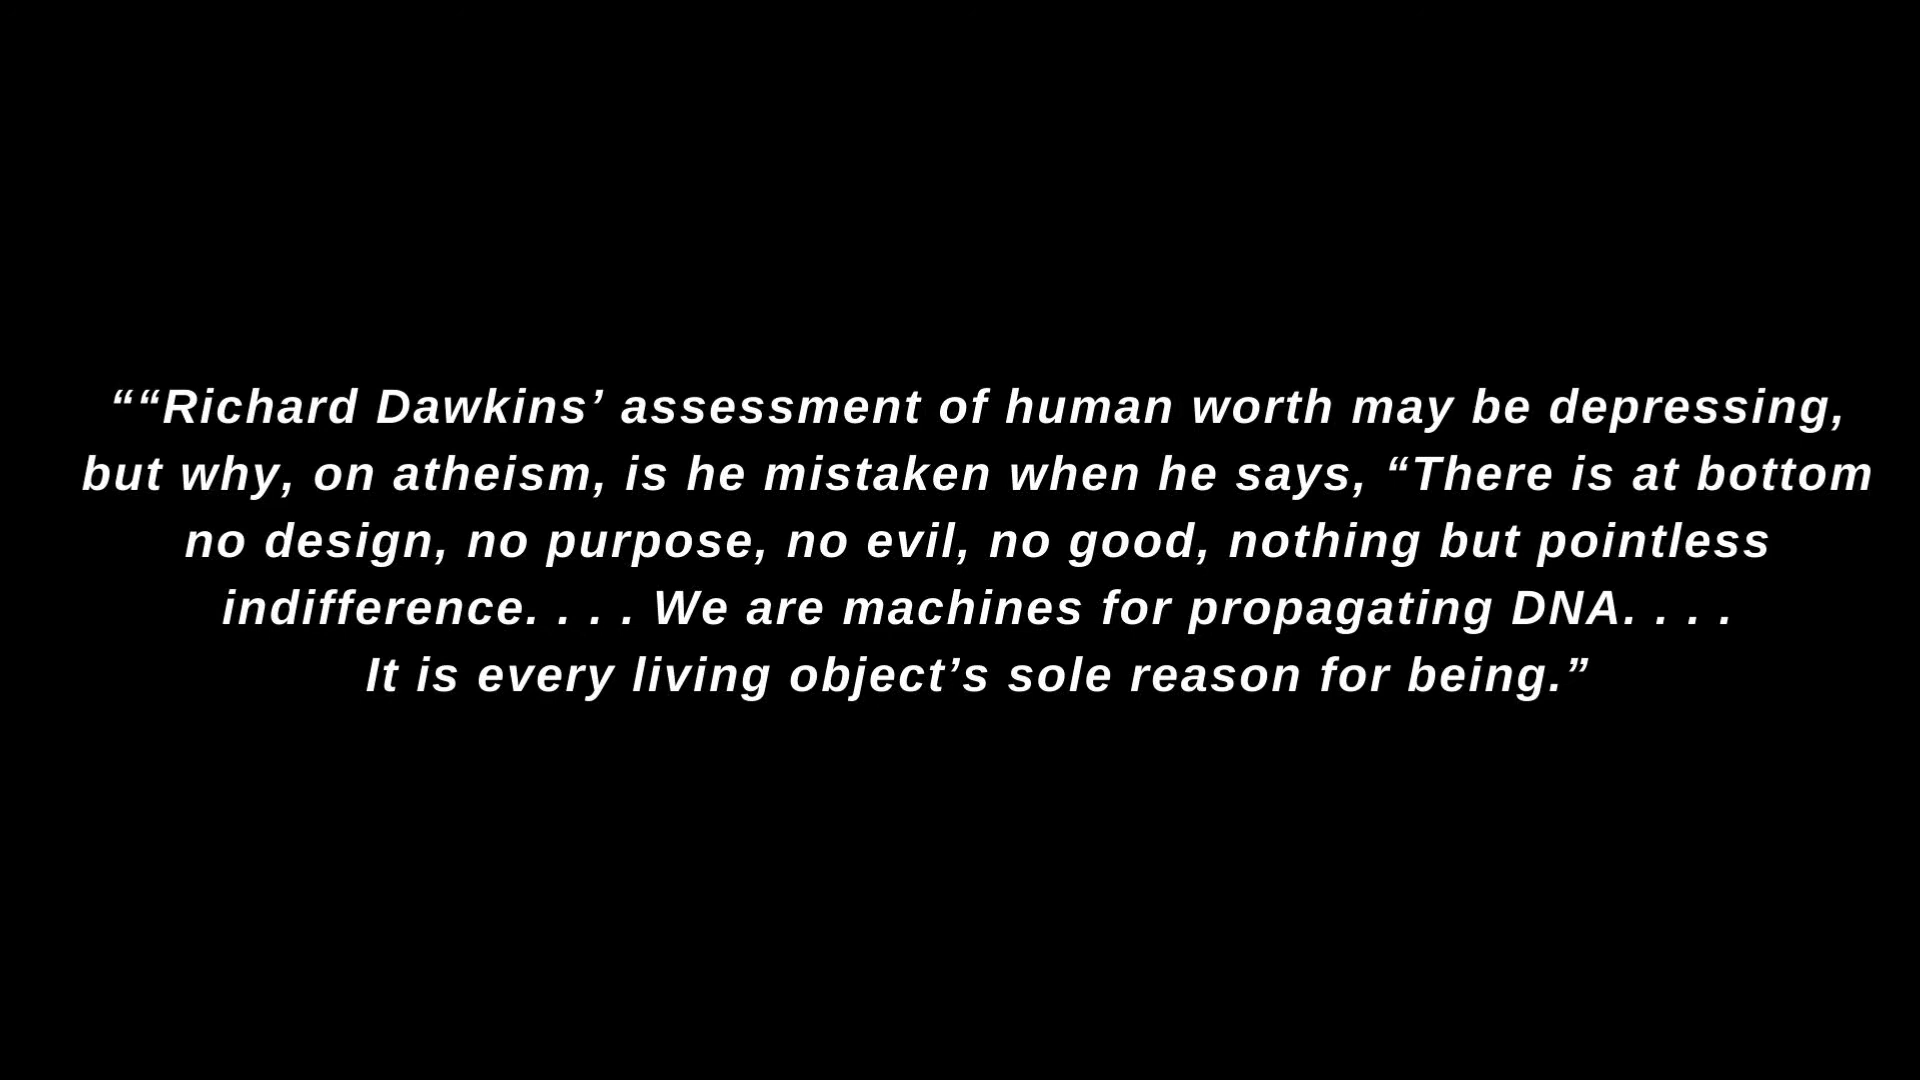 ““Richard Dawkins’ assessment of human worth may be depressing,
but why, on atheism, is he mistaken when he says, “There is at bottom
no design, no purpose, no evil, no good, nothing but pointless
indifference. . . . We are machines for propagating DNA. . . .
It is every living object’s sole reason for being.”